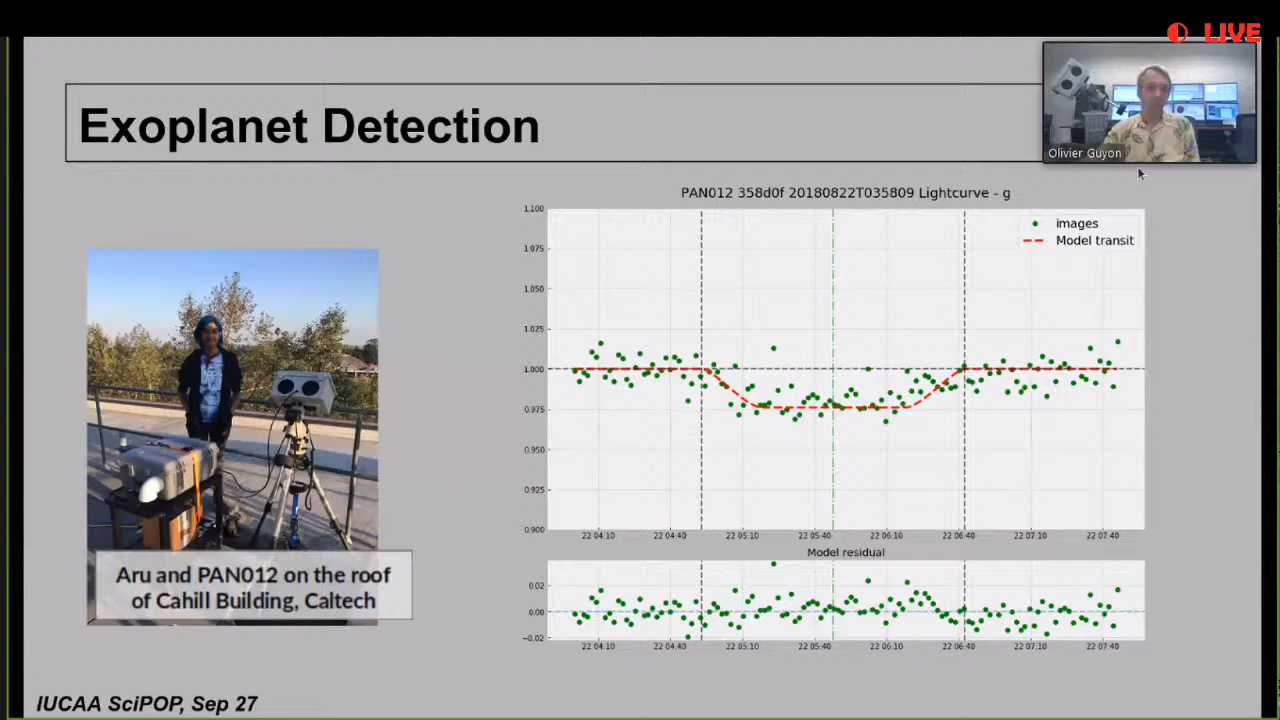 LIVE
Exoplanet Detection
Olivier Guyon
PAN012 358d0f 20180822T035809 Lightcurve - g
1.100
1.075
1.050
1.025
1.000
0.975
0.950
0.925
0.900
images
Model transit
22 04:10 22 04:40 22 05:10 22 05:40 22 06:10 22 06:40 22 07:10 22 07:40
Model residual
0.02
0.00
−0.02
22 04:10 22 04:40 22 05:10 22 05:40 22 06:10 22 06:40 22 07:10 22 07:40
Aru and PAN012 on the roof
of Cahill Building, Caltech
IUCAA SciPOP, Sep 27